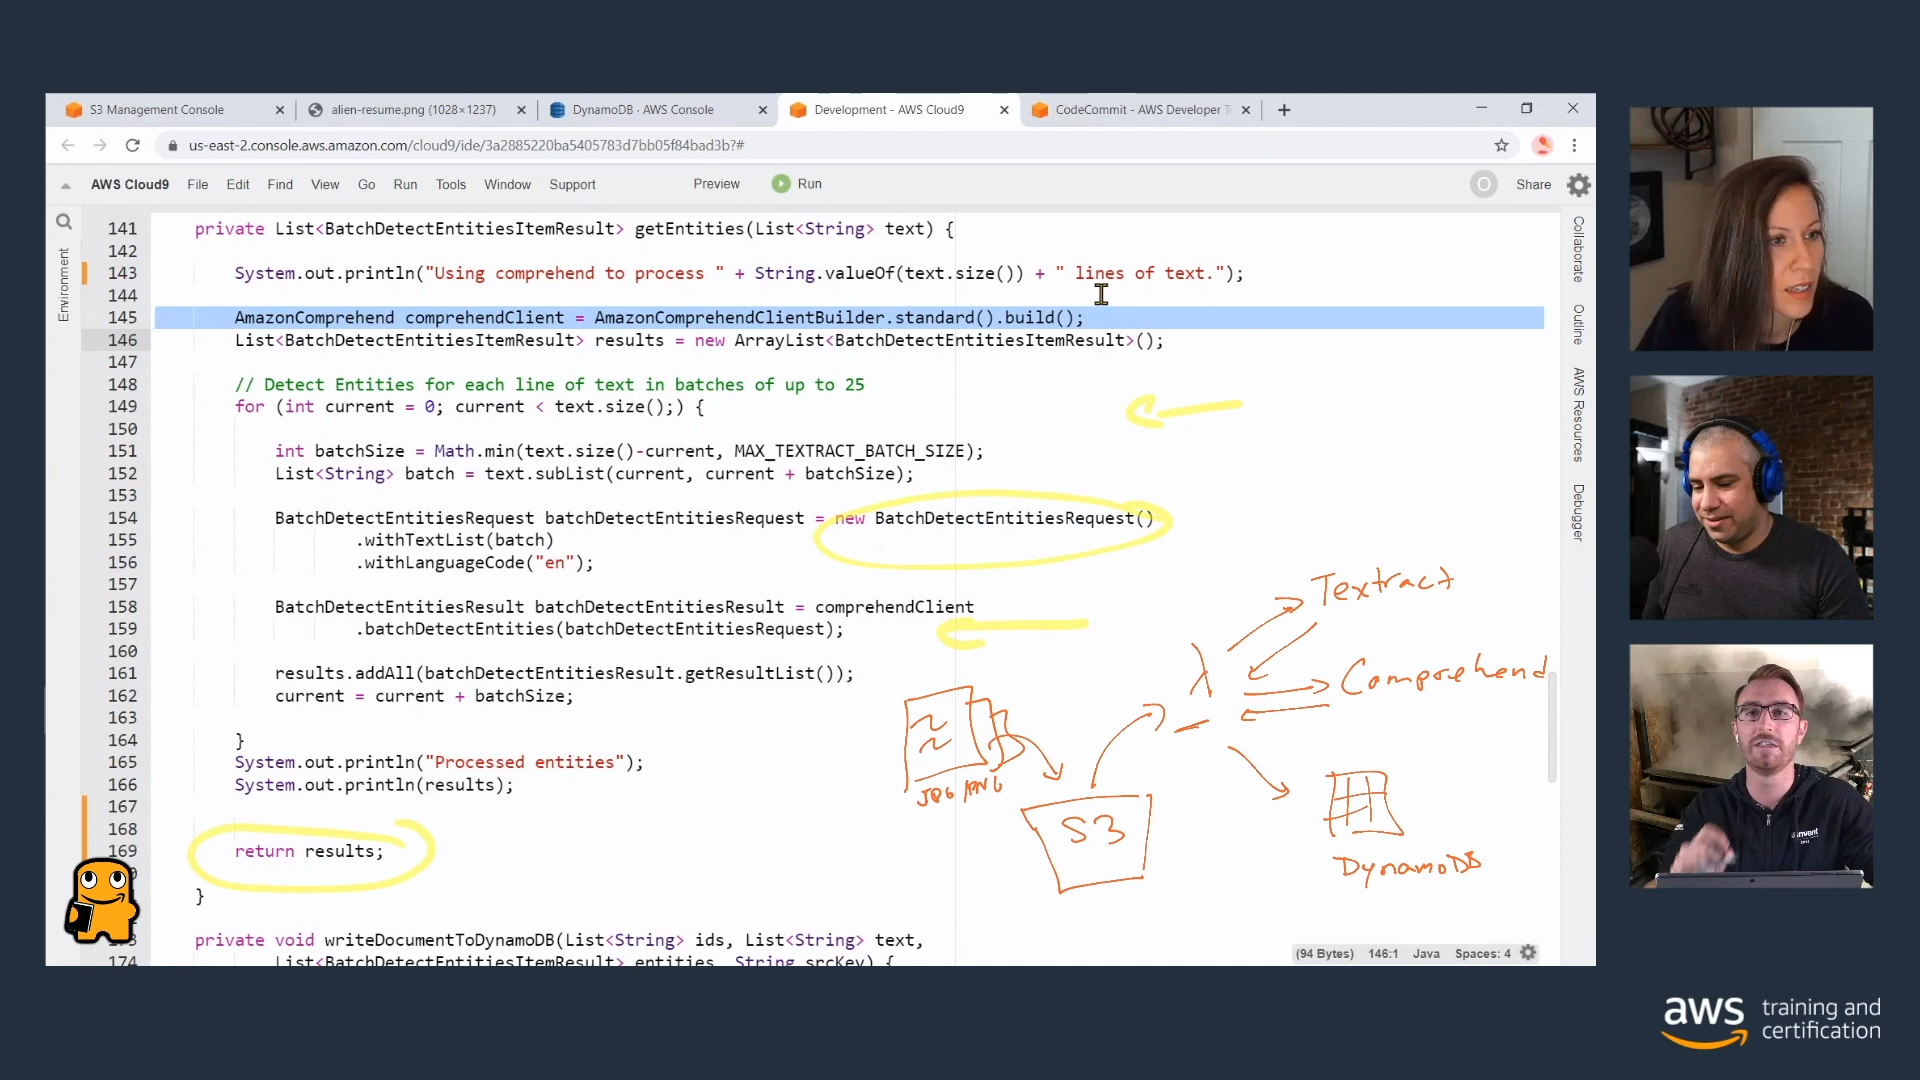 S3 Management Console
alien-resume.png (1028×1237)
DynamoDB · AWS Console
Development - AWS Cloud9
CodeCommit - AWS Developer T
us-east-2.console.aws.amazon.com/cloud9/ide/3a2885220ba5405783d7bb05f84bad3b?#
AWS Cloud9 File Edit Find View Go Run Tools Window Support Preview Run O Share
Environment
Collaborate
Outline
AWS Resources
Debugger
141 private List<BatchDetectEntitiesItemResult> getEntities(List<String> text) {
142
143 System.out.println("Using comprehend to process " + String.valueOf(text.size()) + " lines of text.");
144
145 AmazonComprehend comprehendClient = AmazonComprehendClientBuilder.standard().build();
146 List<BatchDetectEntitiesItemResult> results = new ArrayList<BatchDetectEntitiesItemResult>();
147
148 // Detect Entities for each line of text in batches of up to 25
149 for (int current = 0; current < text.size();) {
150
151 int batchSize = Math.min(text.size()-current, MAX_TEXTRACT_BATCH_SIZE);
152 List<String> batch = text.subList(current, current + batchSize);
153
154 BatchDetectEntitiesRequest batchDetectEntitiesRequest = new BatchDetectEntitiesRequest()
155 .withTextList(batch)
156 .withLanguageCode("en");
157
158 BatchDetectEntitiesResult batchDetectEntitiesResult = comprehendClient
159 .batchDetectEntities(batchDetectEntitiesRequest);
160
161 results.addAll(batchDetectEntitiesResult.getResultList());
162 current = current + batchSize;
163
164 }
165 System.out.println("Processed entities");
166 System.out.println(results);
167
168
169 return results;
}
private void writeDocumentToDynamoDB(List<String> ids, List<String> text,
174 List<BatchDetectEntitiesItemResult> entities, String srcKey) {
Textract
λ
Comprehend
JPG/PNG
S3
DynamoDB
(94 Bytes) 146:1 Java Spaces: 4
aws training and
certification